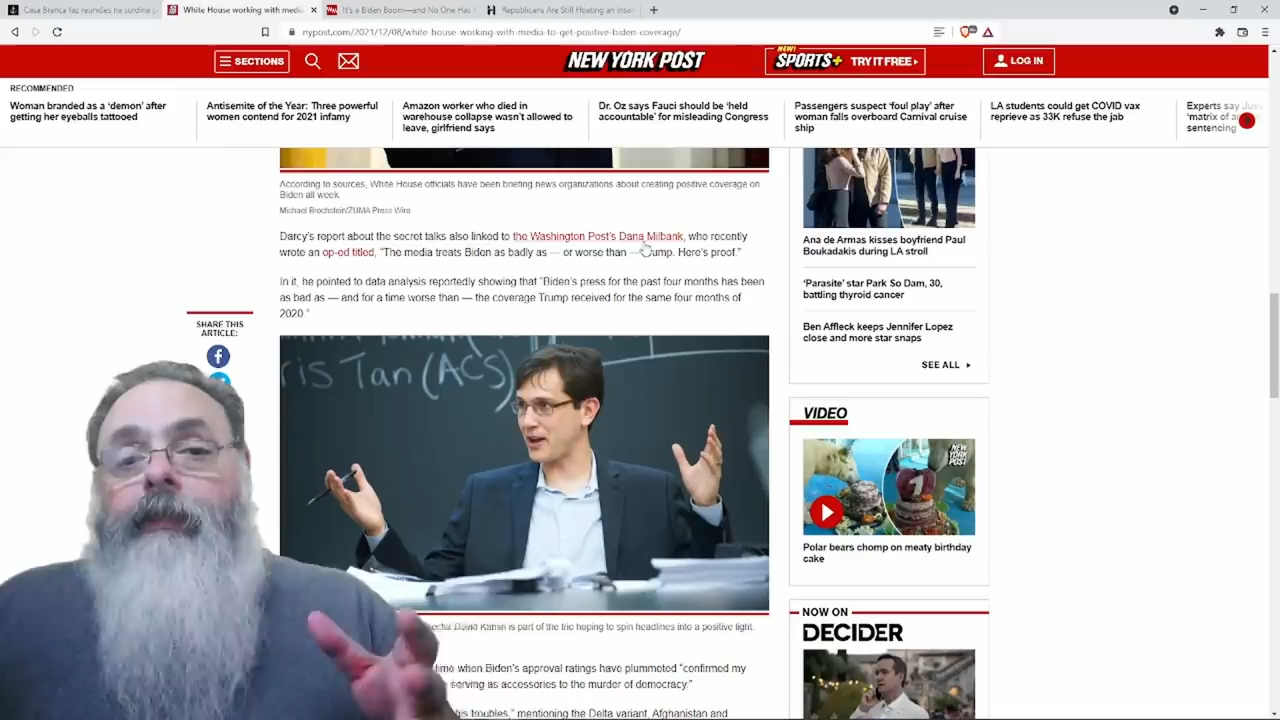 Casa Branca faz reuniões na surdina
White House working with media
It's a Biden Boom—and No One Has
Republicans Are Still Floating an Insan
nypost.com/2021/12/08/white-house-working-with-media-to-get-positive-biden-coverage/
SECTIONS
NEW YORK POST
NEW!
SPORTS+ TRY IT FREE
LOG IN
RECOMMENDED
Woman branded as a 'demon' after
getting her eyeballs tattooed
Antisemite of the Year: Three powerful
women contend for 2021 infamy
Amazon worker who died in
warehouse collapse wasn't allowed to
leave, girlfriend says
Dr. Oz says Fauci should be 'held
accountable' for misleading Congress
Passengers suspect 'foul play' after
woman falls overboard Carnival cruise
ship
LA students could get COVID vax
reprieve as 33K refuse the jab
Experts say
'matrix of
sentencing
According to sources, White House officials have been briefing news organizations about creating positive coverage on
Biden all week.
Michael Brochstein/ZUMA Press Wire
Darcy's report about the secret talks also linked to the Washington Post's Dana Milbank, who recently
wrote an op-ed titled, "The media treats Biden as badly as — or worse than — Trump. Here's proof."
In it, he pointed to data analysis reportedly showing that "Biden's press for the past four months has been
as bad as — and for a time worse than — the coverage Trump received for the same four months of
2020."
SHARE THIS
ARTICLE:
ris Tan (ACS)
David Kamin is part of the trio hoping to spin headlines into a positive light.
time when Biden's approval ratings have plummeted "confirmed my
serving as accessories to the murder of democracy."
his troubles," mentioning the Delta variant, Afghanistan and
Ana de Armas kisses boyfriend Paul
Boukadakis during LA stroll
'Parasite' star Park So Dam, 30,
battling thyroid cancer
Ben Affleck keeps Jennifer Lopez
close and more star snaps
SEE ALL
VIDEO
NEW
YORK
POST
1
Polar bears chomp on meaty birthday
cake
NOW ON
DECIDER